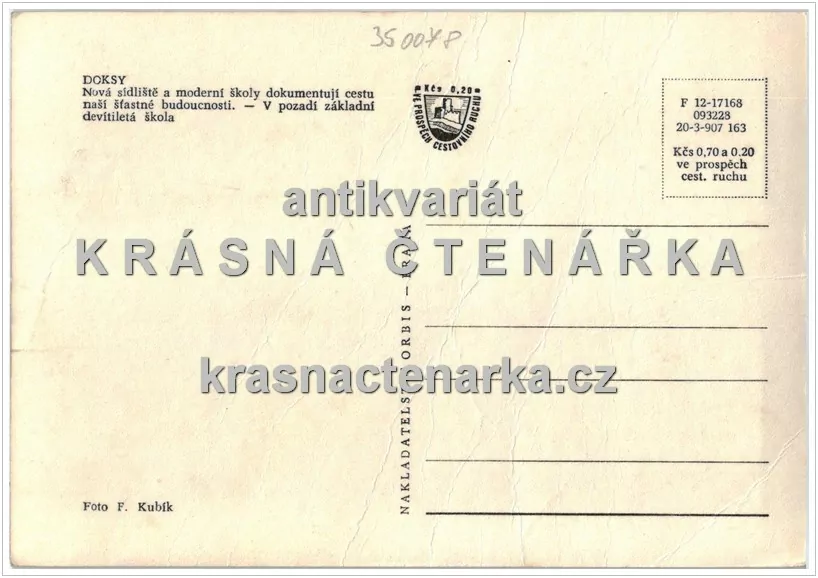 350078
DOKSY
Nová sídliště a moderní školy dokumentují cestu
naší šťastné budoucnosti. — V pozadí základní
devítiletá škola
Kčs 0,20
VE PROSPĚCH CESTOVNÍHO RUCHU
F 12-17168
093228
20-3-907 163
Kčs 0,70 a 0.20
ve prospěch
cest. ruchu
antikvariát
KRÁSNÁ ČTENÁŘKA
krasnactenarka.cz
NAKLADATELSTVÍ ORBIS — PRAHA
Foto F. Kubík